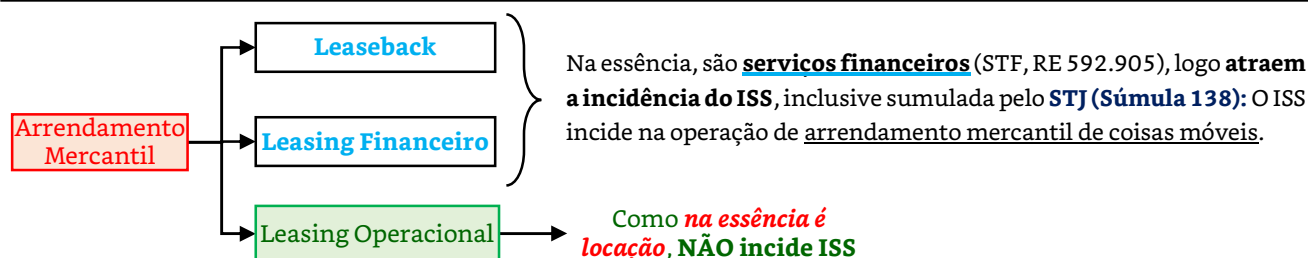 Leaseback
Na essência, são serviços financeiros (STF, RE 592.905), logo atraem
a incidência do ISS, inclusive sumulada pelo STJ (Súmula 138): O ISS
incide na operação de arrendamento mercantil de coisas móveis.
Arrendamento
Mercantil
Leasing Financeiro
Leasing Operacional
Como na essência é
locação, NÃO incide ISS